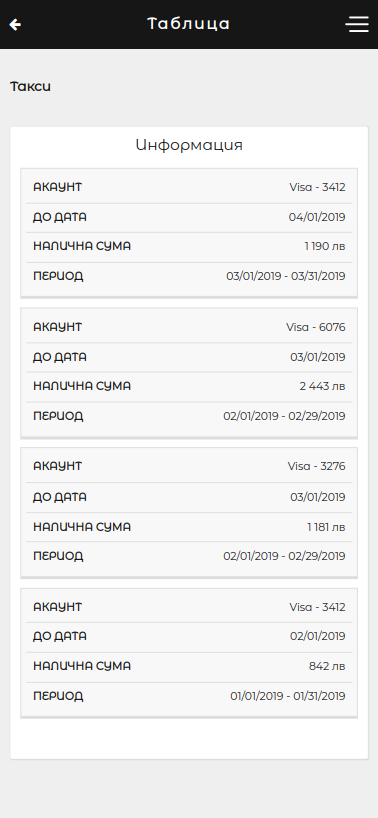 Таблица
Такси
Информация
АКАУНТ Visa - 3412
ДО ДАТА 04/01/2019
НАЛИЧНА СУМА 1 190 лв
ПЕРИОД 03/01/2019 - 03/31/2019
АКАУНТ Visa - 6076
ДО ДАТА 03/01/2019
НАЛИЧНА СУМА 2 443 лв
ПЕРИОД 02/01/2019 - 02/29/2019
АКАУНТ Visa - 3276
ДО ДАТА 03/01/2019
НАЛИЧНА СУМА 1 181 лв
ПЕРИОД 02/01/2019 - 02/29/2019
АКАУНТ Visa - 3412
ДО ДАТА 02/01/2019
НАЛИЧНА СУМА 842 лв
ПЕРИОД 01/01/2019 - 01/31/2019